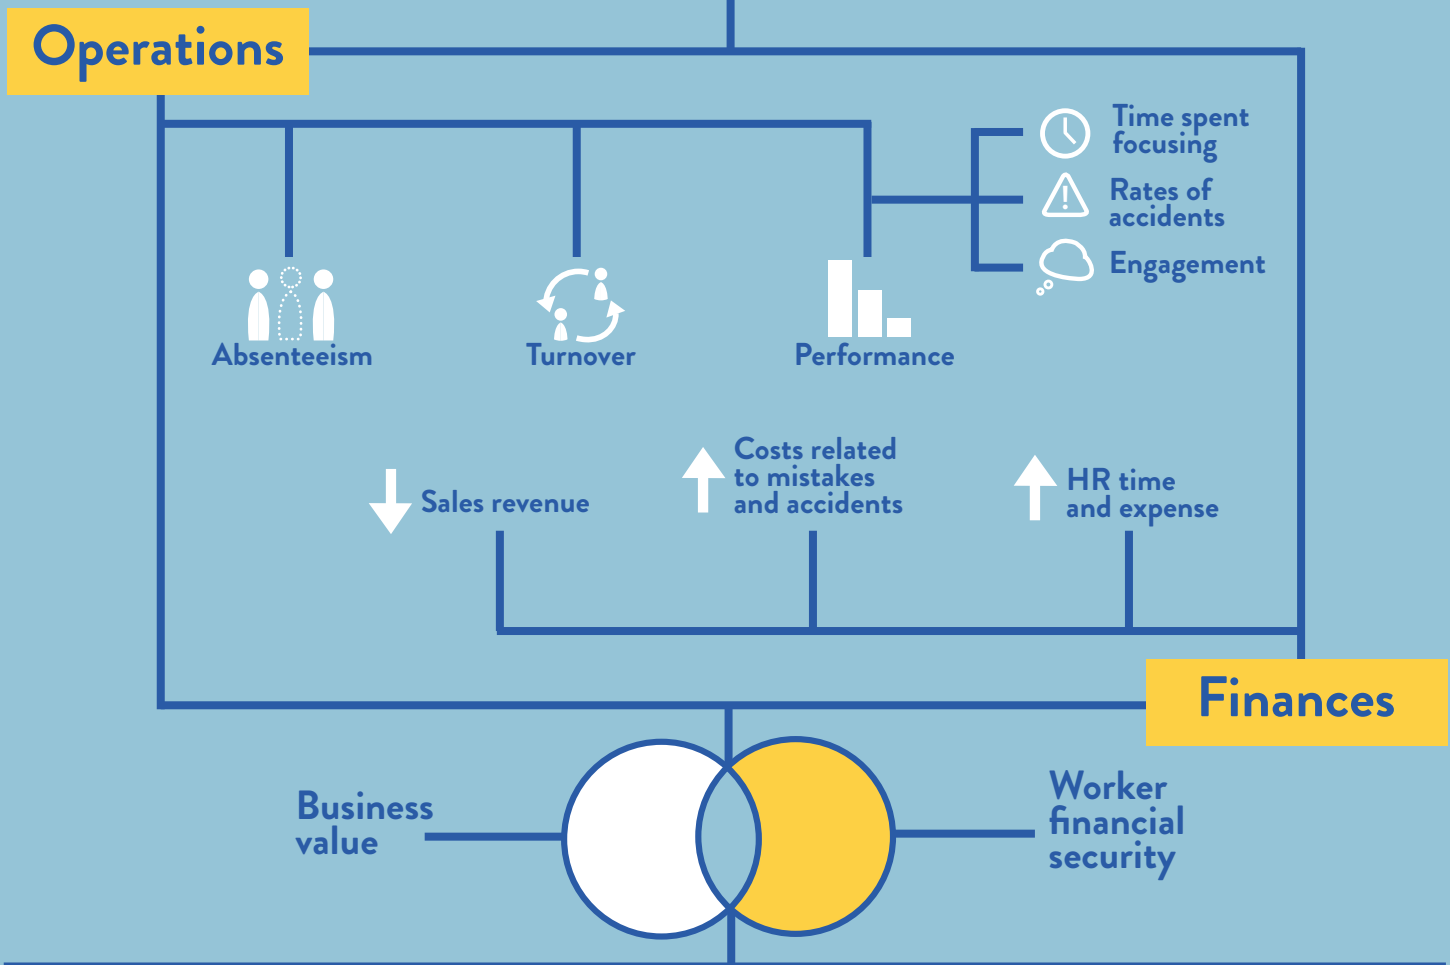 Operations
Time spent
focusing
Rates of
accidents
Engagement
Absenteeism
Turnover
Performance
Sales revenue
Costs related
to mistakes
and accidents
HR time
and expense
Finances
Business
value
Worker
financial
security